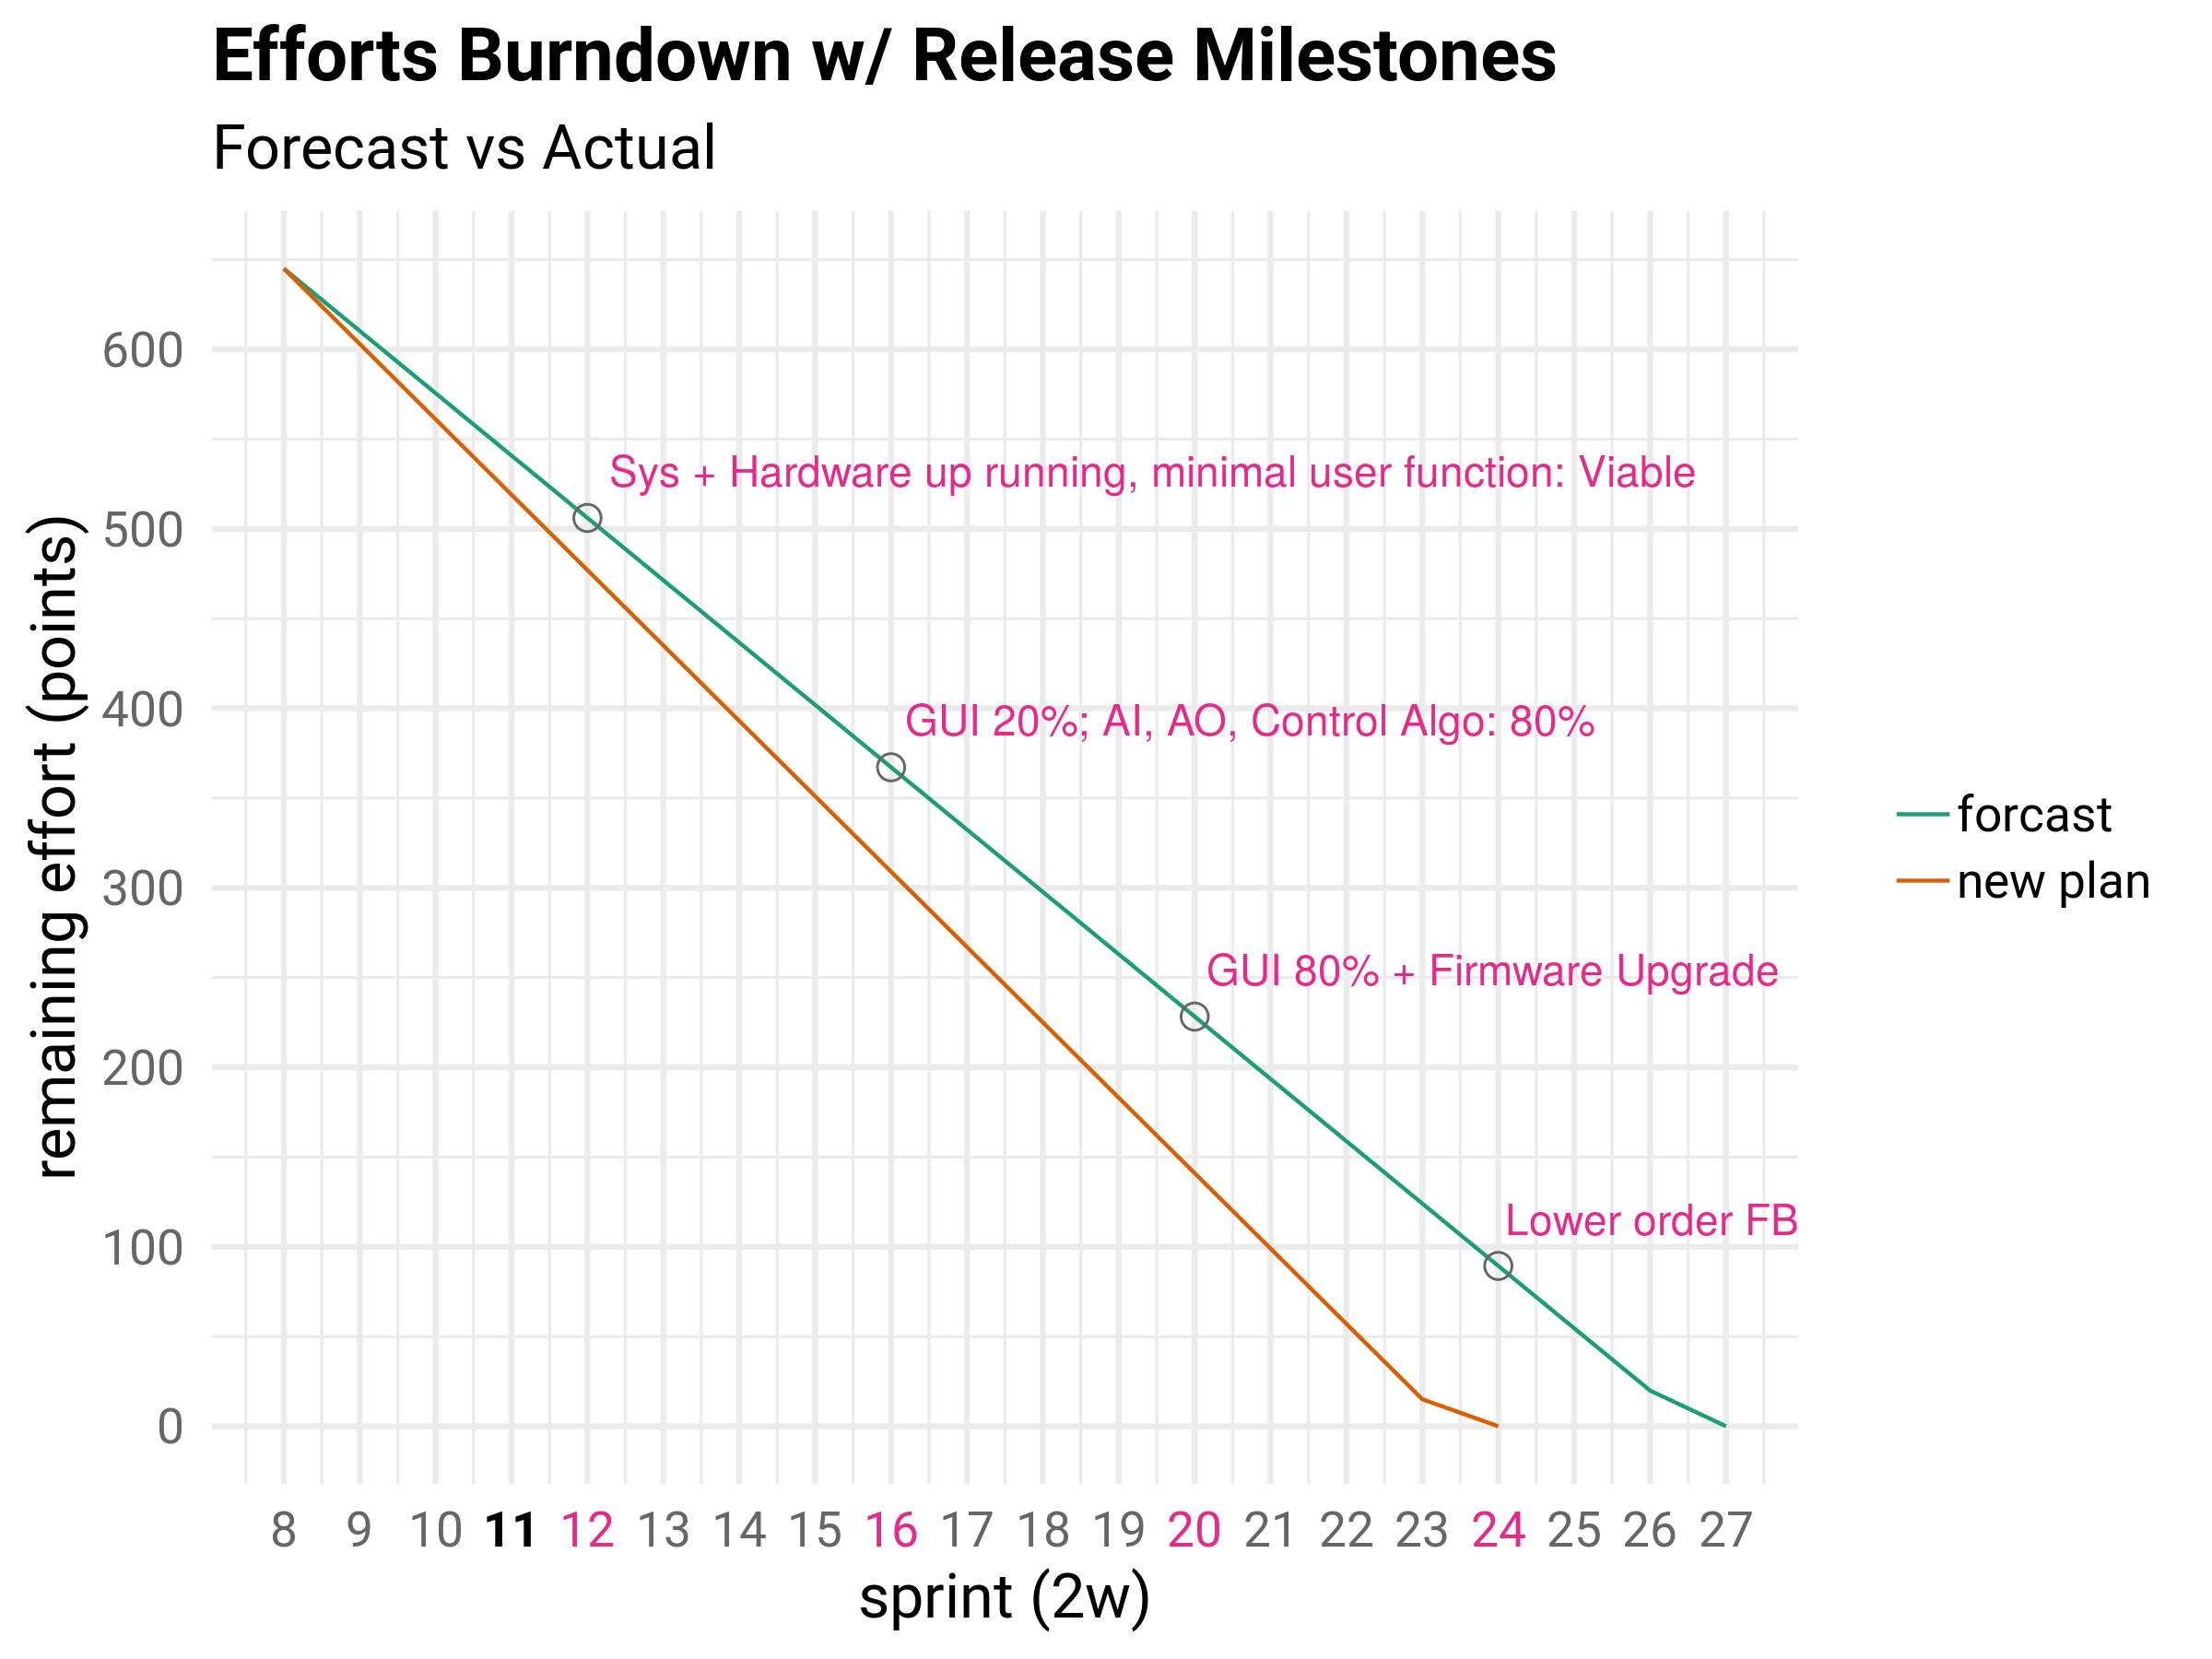 Efforts Burndown w/ Release Milestones
Forecast vs Actual
remaining effort (points)
600
500
400
300
200
100
0
Sys + Hardware up running, minimal user function: Viable
GUI 20%; AI, AO, Control Algo: 80%
GUI 80% + Firmware Upgrade
Lower order FB
forcast
new plan
8 9 10 11 12 13 14 15 16 17 18 19 20 21 22 23 24 25 26 27
sprint (2w)